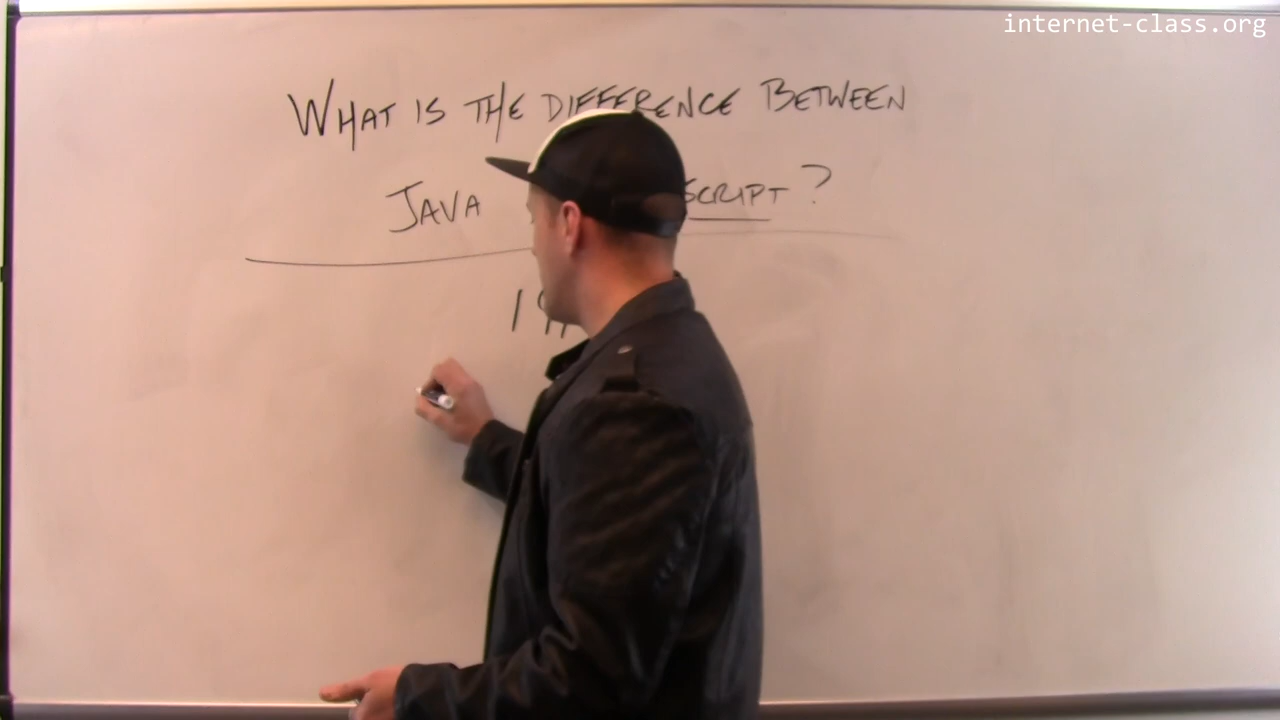 internet-class.org
WHAT IS THE DIFFERENCE BETWEEN
JAVA SCRIPT?